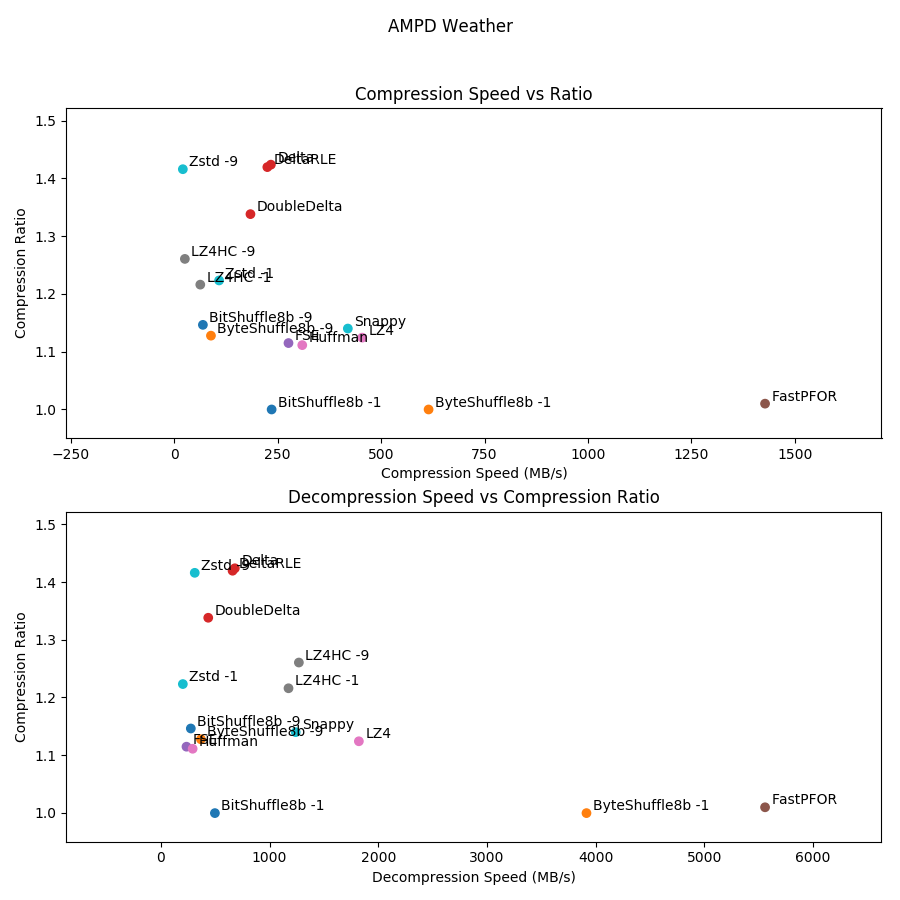 AMPD Weather
Compression Speed vs Ratio
Compression Ratio
1.5
1.4
1.3
1.2
1.1
1.0
Zstd -9
Delta
DeltaRLE
DoubleDelta
LZ4HC -9
Zstd -1
LZ4HC -1
BitShuffle8b -9
ByteShuffle8b -9
Snappy
LZ4
FSE
Huffman
BitShuffle8b -1
ByteShuffle8b -1
FastPFOR
−250
0
250
500
750
1000
1250
1500
Compression Speed (MB/s)
Decompression Speed vs Compression Ratio
Compression Ratio
1.5
1.4
1.3
1.2
1.1
1.0
Zstd -9
Delta
DeltaRLE
DoubleDelta
LZ4HC -9
LZ4HC -1
Zstd -1
BitShuffle8b -9
Snappy
ByteShuffle8b -9
LZ4
FSE
Huffman
BitShuffle8b -1
ByteShuffle8b -1
FastPFOR
0
1000
2000
3000
4000
5000
6000
Decompression Speed (MB/s)